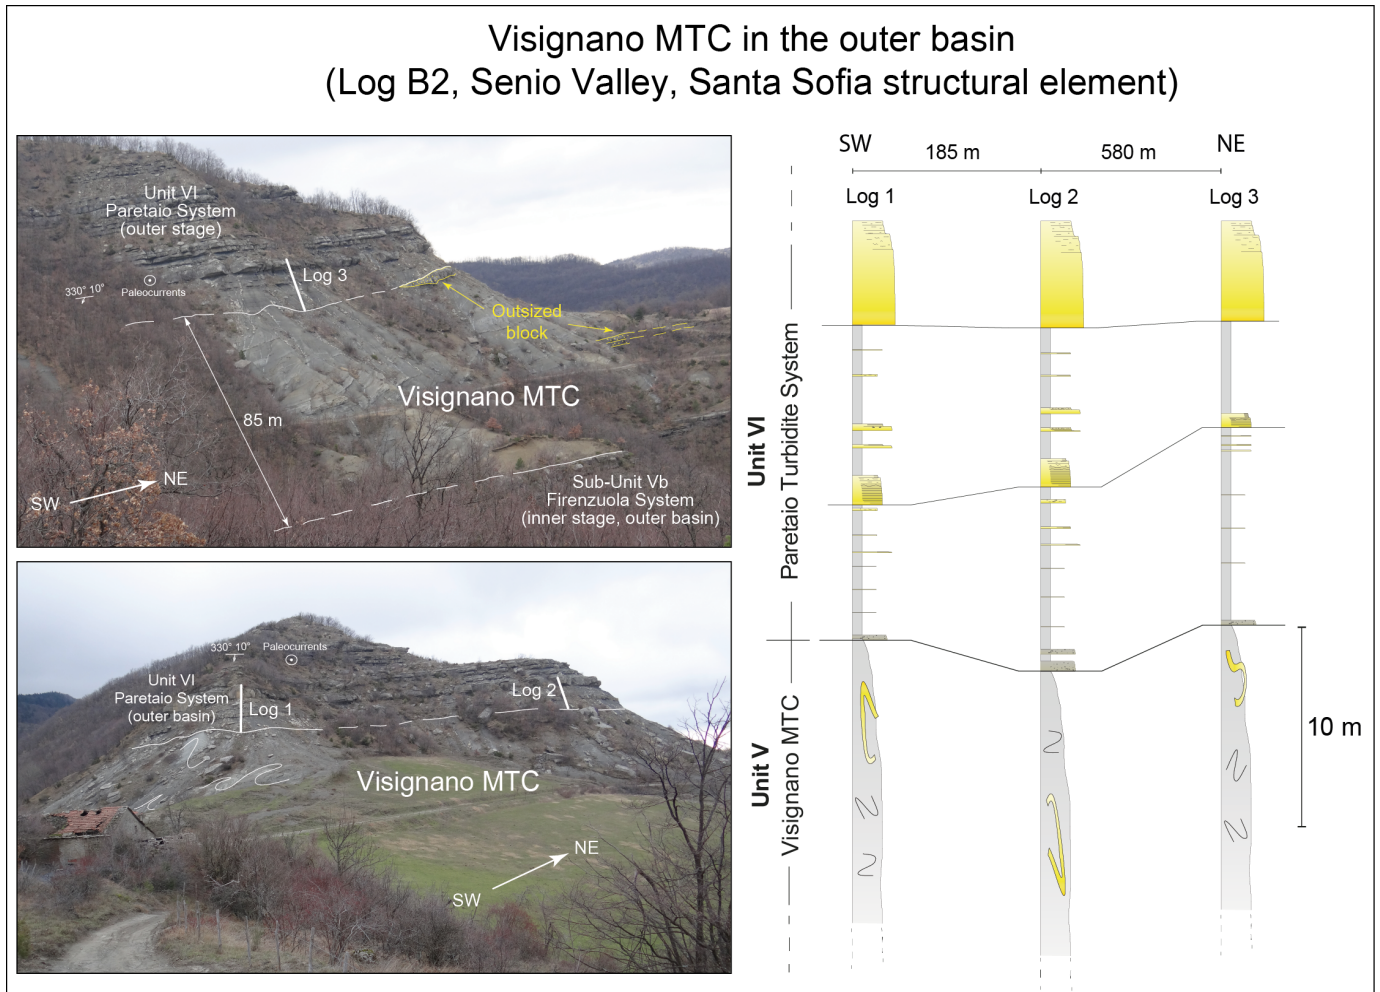 Visignano MTC in the outer basin
(Log B2, Senio Valley, Santa Sofia structural element)
Unit VI
Paretaio System
(outer stage)
330° 10°
Paleocurrents
Log 3
Outsized
block
Visignano MTC
85 m
SW
NE
Sub-Unit Vb
Firenzuola System
(inner stage, outer basin)
330° 10°
Paleocurrents
Unit VI
Paretaio System
(outer basin)
Log 1
Log 2
Visignano MTC
SW
NE
SW
185 m
580 m
NE
Log 1
Log 2
Log 3
Unit VI
Paretaio Turbidite System
Unit V
Visignano MTC
10 m